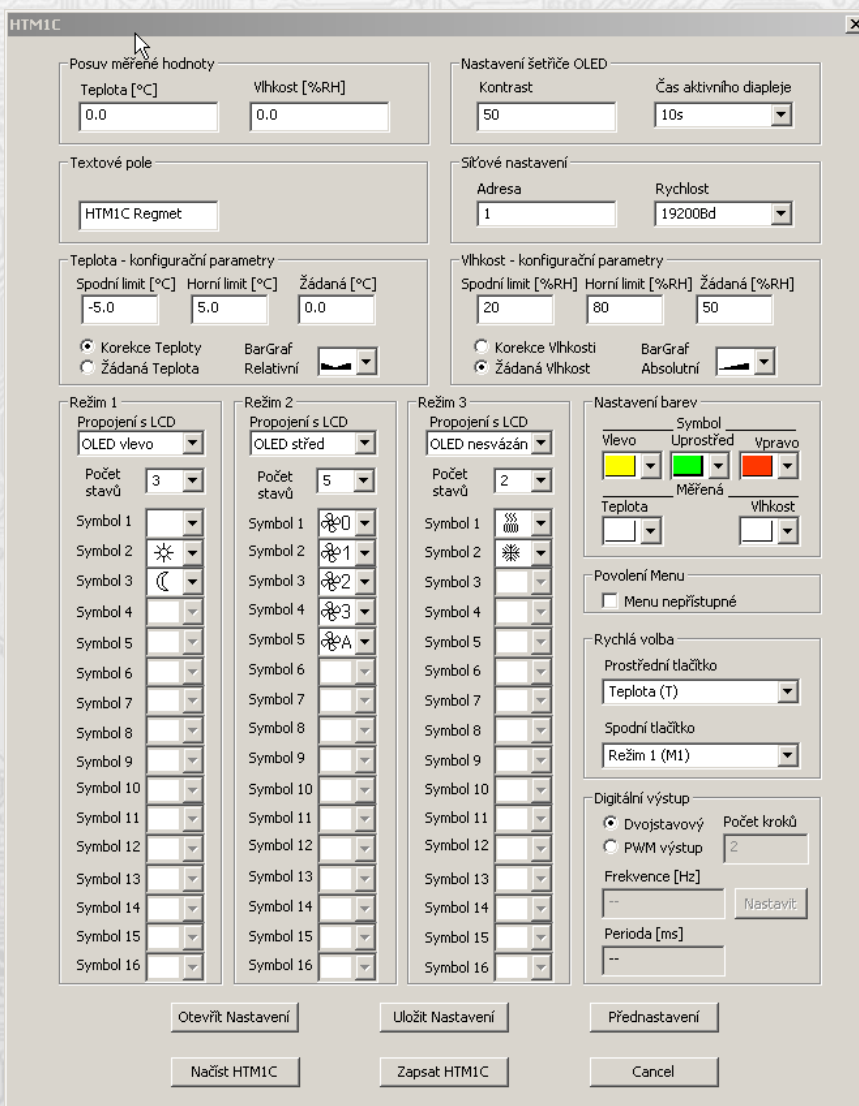 HTM1C
Posuv měřené hodnoty
Teplota [°C] Vlhkost [%RH]
0.0 0.0
Nastavení šetřiče OLED
Kontrast Čas aktivního diapleje
50 10s
Textové pole
HTM1C Regmet
Síťové nastavení
Adresa Rychlost
1 19200Bd
Teplota - konfigurační parametry
Spodní limit [°C] Horní limit [°C] Žádaná [°C]
-5.0 5.0 0.0
Korekce Teploty
Žádaná Teplota
BarGraf
Relativní
Vlhkost - konfigurační parametry
Spodní limit [%RH] Horní limit [%RH] Žádaná [%RH]
20 80 50
Korekce Vlhkosti
Žádaná Vlhkost
BarGraf
Absolutní
Režim 1
Propojení s LCD
OLED vlevo
Počet
stavů
3
Symbol 1
Symbol 2
Symbol 3
Symbol 4
Symbol 5
Symbol 6
Symbol 7
Symbol 8
Symbol 9
Symbol 10
Symbol 11
Symbol 12
Symbol 13
Symbol 14
Symbol 15
Symbol 16
Režim 2
Propojení s LCD
OLED střed
Počet
stavů
5
Symbol 1 0
Symbol 2 1
Symbol 3 2
Symbol 4 3
Symbol 5 A
Symbol 6
Symbol 7
Symbol 8
Symbol 9
Symbol 10
Symbol 11
Symbol 12
Symbol 13
Symbol 14
Symbol 15
Symbol 16
Režim 3
Propojení s LCD
OLED nesvázán
Počet
stavů
2
Symbol 1
Symbol 2
Symbol 3
Symbol 4
Symbol 5
Symbol 6
Symbol 7
Symbol 8
Symbol 9
Symbol 10
Symbol 11
Symbol 12
Symbol 13
Symbol 14
Symbol 15
Symbol 16
Nastavení barev
Symbol
Vlevo Uprostřed Vpravo
Měřená
Teplota Vlhkost
Povolení Menu
Menu nepřístupné
Rychlá volba
Prostřední tlačítko
Teplota (T)
Spodní tlačítko
Režim 1 (M1)
Digitální výstup
Dvojstavový
PWM výstup
Počet kroků
2
Frekvence [Hz]
--
Nastavit
Perioda [ms]
--
Otevřít Nastavení Uložit Nastavení Přednastavení
Načíst HTM1C Zapsat HTM1C Cancel